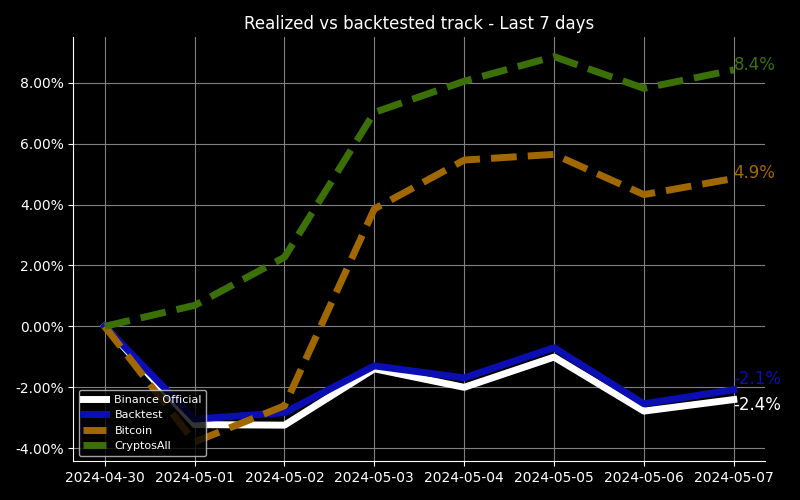 Realized vs backtested track - Last 7 days
8.00%
6.00%
4.00%
2.00%
0.00%
-2.00%
-4.00%
8.4%
4.9%
-2.1%
-2.4%
Binance Official
Backtest
Bitcoin
CryptosAll
2024-04-30 2024-05-01 2024-05-02 2024-05-03 2024-05-04 2024-05-05 2024-05-06 2024-05-07